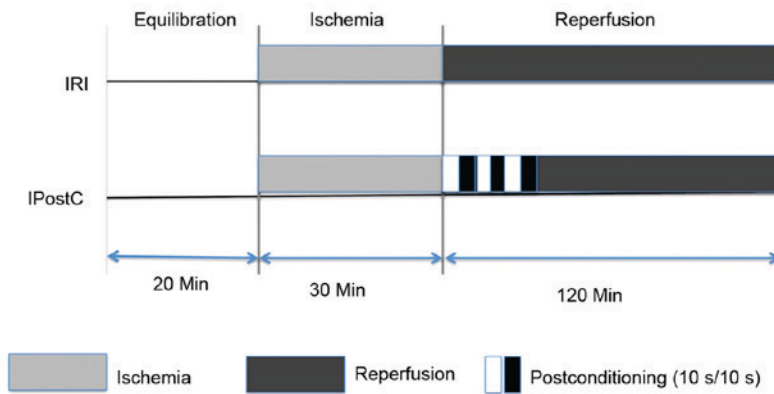 Equilibration Ischemia Reperfusion
IRI
IPostC
20 Min 30 Min 120 Min
Ischemia Reperfusion Postconditioning (10 s/10 s)